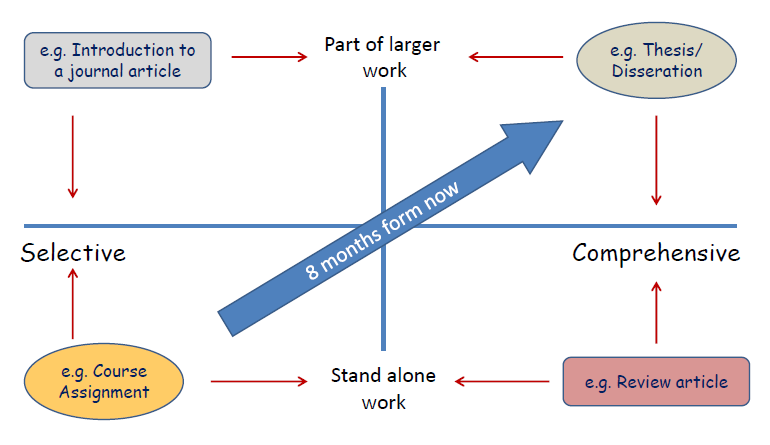 e.g. Introduction to
a journal article
Part of larger
work
e.g. Thesis/
Disseration
8 months form now
Selective
Comprehensive
e.g. Course
Assignment
Stand alone
work
e.g. Review article